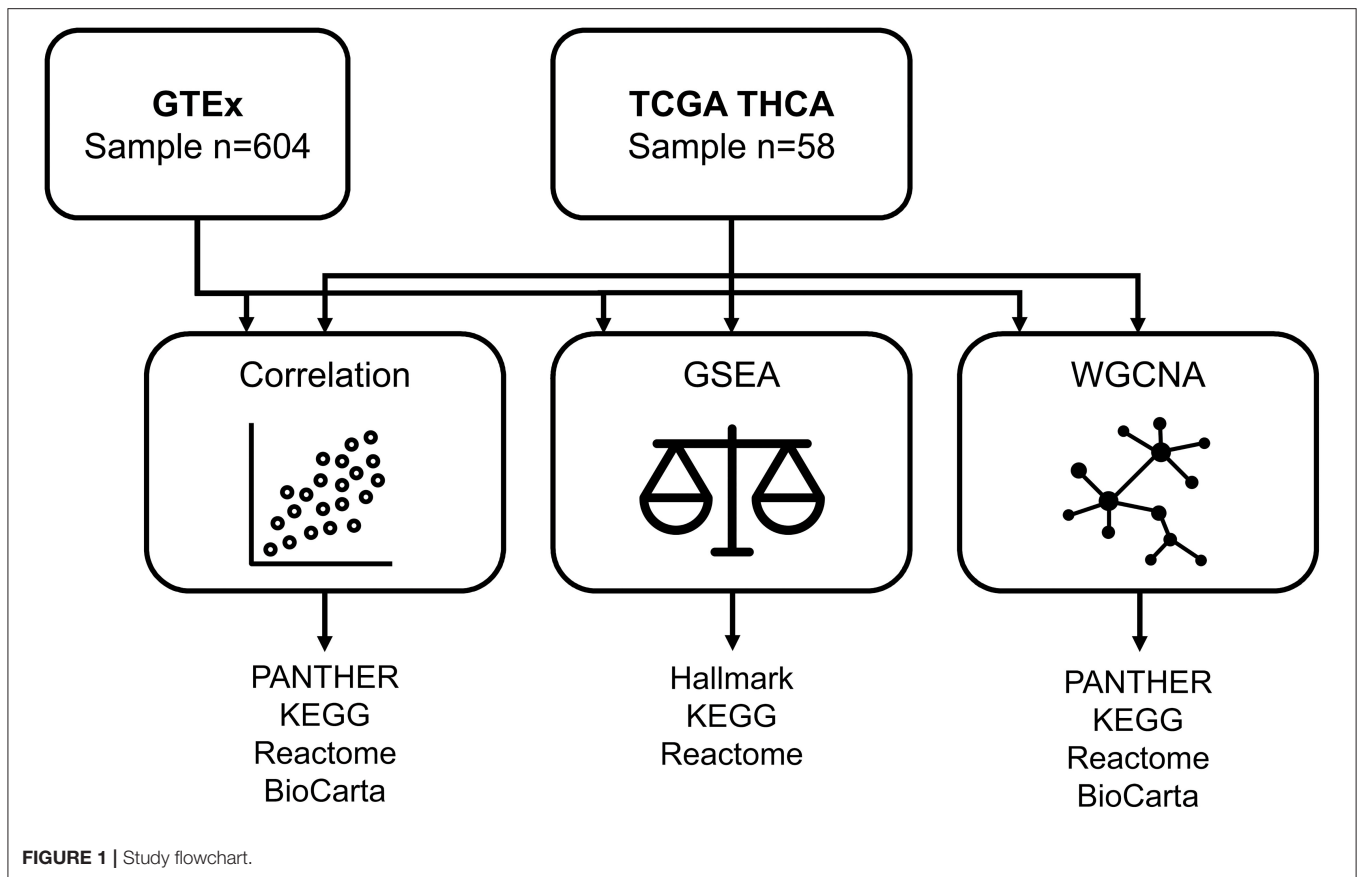 GTEx
Sample n=604
TCGA THCA
Sample n=58
Correlation
GSEA
WGCNA
PANTHER
KEGG
Reactome
BioCarta
Hallmark
KEGG
Reactome
PANTHER
KEGG
Reactome
BioCarta
FIGURE 1 | Study flowchart.